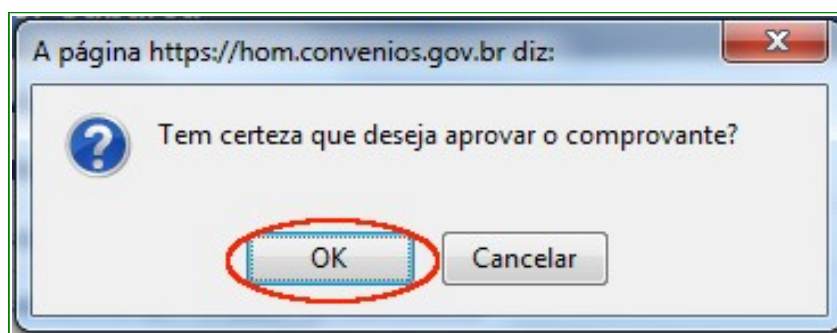 A página https://hom.convenios.gov.br diz:
Tem certeza que deseja aprovar o comprovante?
OK
Cancelar